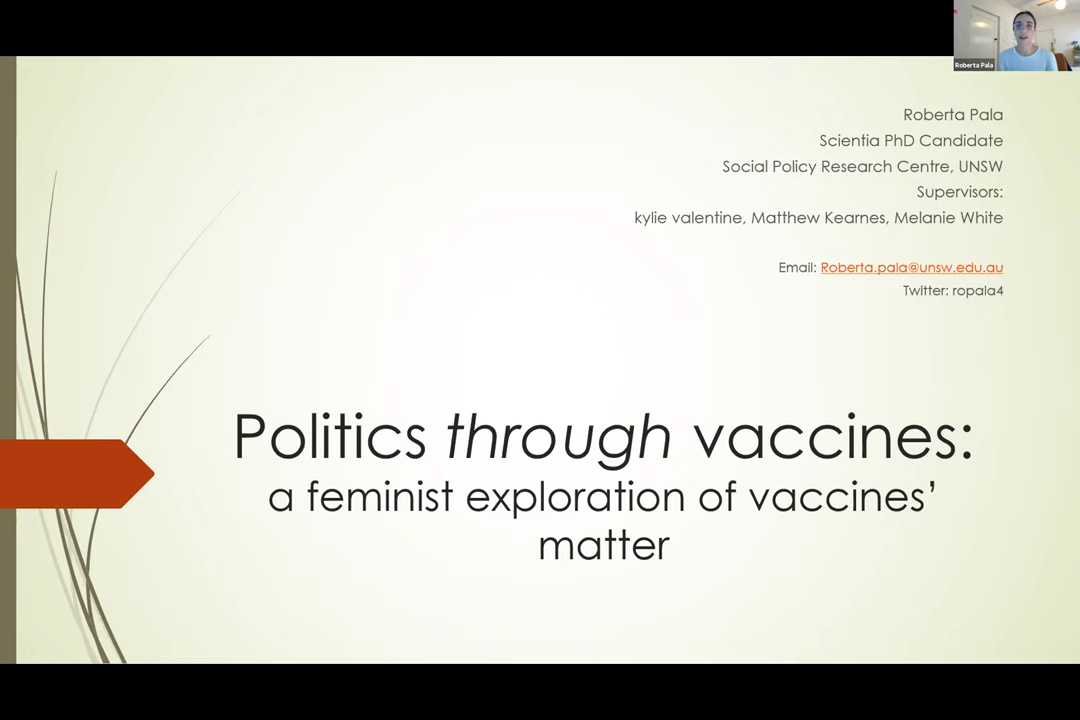 Roberta Pala
Roberta Pala
Scientia PhD Candidate
Social Policy Research Centre, UNSW
Supervisors:
kylie valentine, Matthew Kearnes, Melanie White
Email: Roberta.pala@unsw.edu.au
Twitter: ropala4
Politics through vaccines:
a feminist exploration of vaccines’
matter